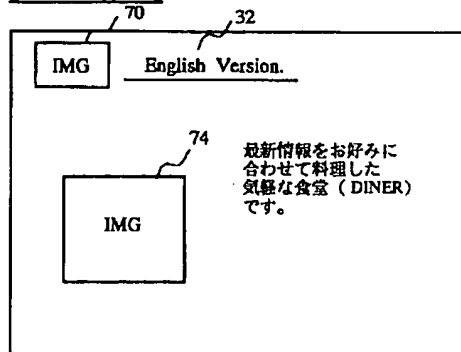 70
32
IMG
English Version.
74
IMG
最新情報をお好みに
合わせて料理した
気軽な食堂 ( DINER )
です。